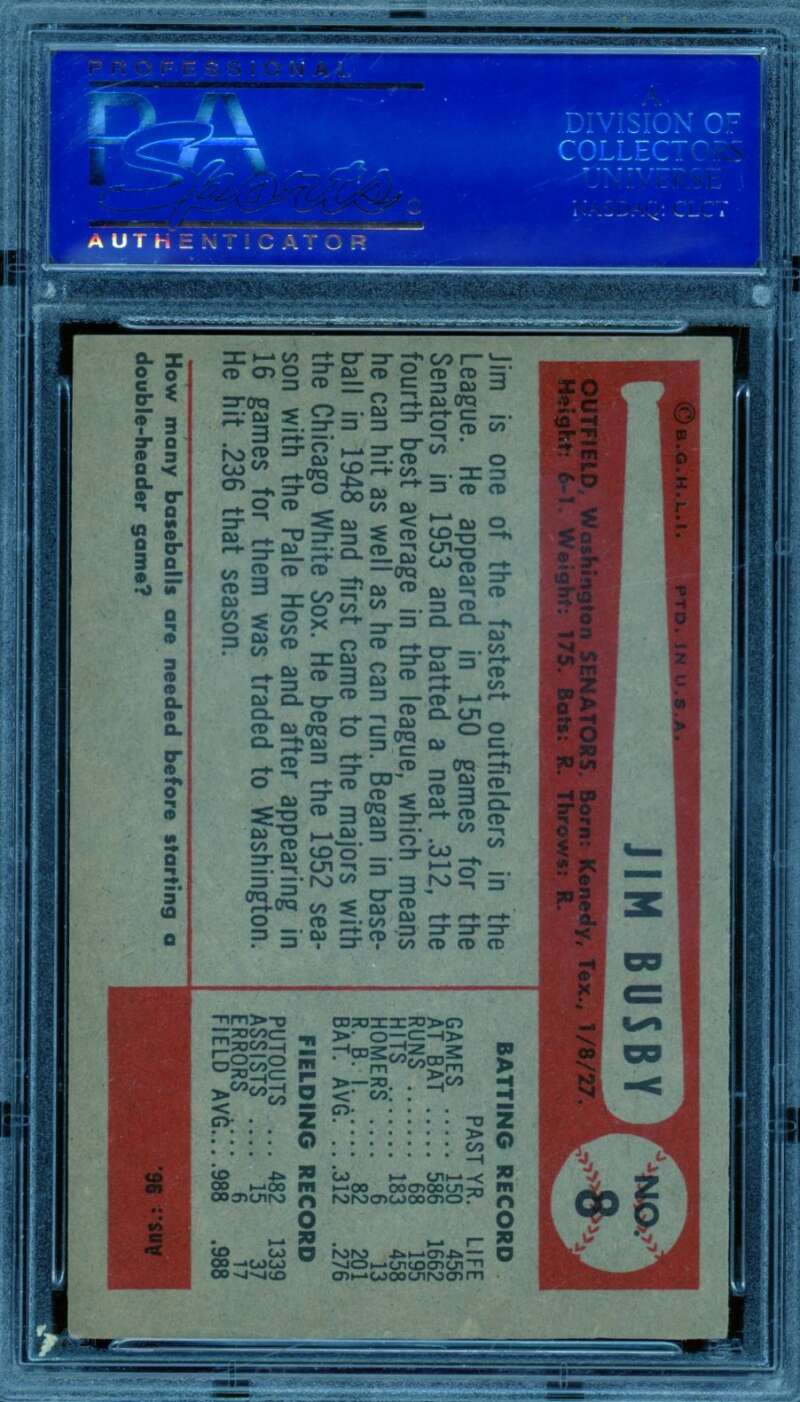 PROFESSIONAL
PSA
Sports
AUTHENTICATOR
A
DIVISION OF
COLLECTORS
UNIVERSE
NASDAQ: CLCT
© B.G.H.L.I. PTD. IN U.S.A.
JIM BUSBY
NO.
8
OUTFIELD, Washington SENATORS. Born: Kenedy, Tex., 1/8/27.
Height: 6-1. Weight: 175. Bats: R. Throws: R.
Jim is one of the fastest outfielders in the
League. He appeared in 150 games for the
Senators in 1953 and batted a neat .312, the
fourth best average in the league, which means
he can hit as well as he can run. Began in base-
ball in 1948 and first came to the majors with
the Chicago White Sox. He began the 1952 sea-
son with the Pale Hose and after appearing in
16 games for them was traded to Washington.
He hit .236 that season.
BATTING RECORD
PAST YR. LIFE
GAMES ..... 150 456
AT BAT ..... 586 1662
RUNS ....... 68 195
HITS ....... 183 458
HOMERS .... 6 13
R. B. I. .... 82 201
BAT. AVG. .. .312 .276
FIELDING RECORD
PUTOUTS ... 482 1339
ASSISTS .... 15 37
ERRORS .... 6 17
FIELD AVG. .. .988 .988
How many baseballs are needed before starting a
double-header game?
Ans.: 96.